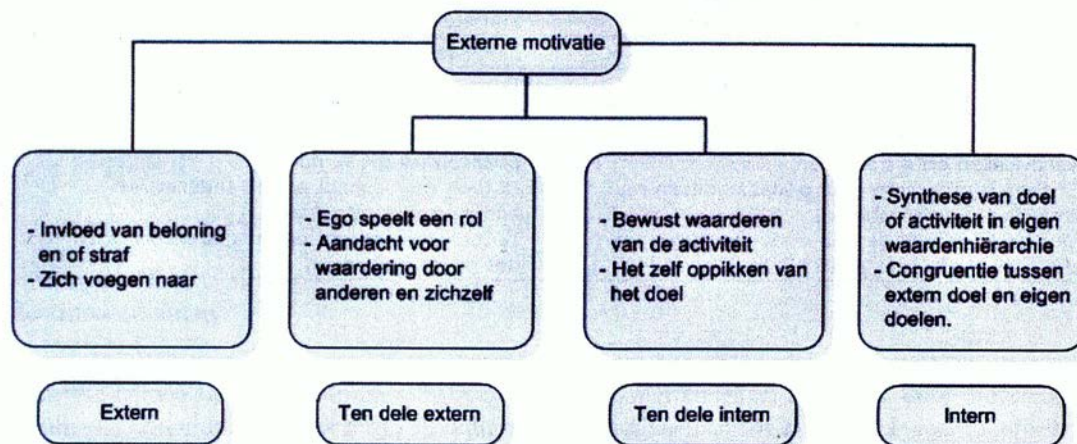 Externe motivatie
- Invloed van beloning
en of straf
- Zich voegen naar
- Ego speelt een rol
- Aandacht voor
waardering door
anderen en zichzelf
- Bewust waarderen
van de activiteit
- Het zelf oppikken van
het doel
- Synthese van doel
of activiteit in eigen
waardenhiërarchie
- Congruentie tussen
extern doel en eigen
doelen.
Extern
Ten dele extern
Ten dele intern
Intern